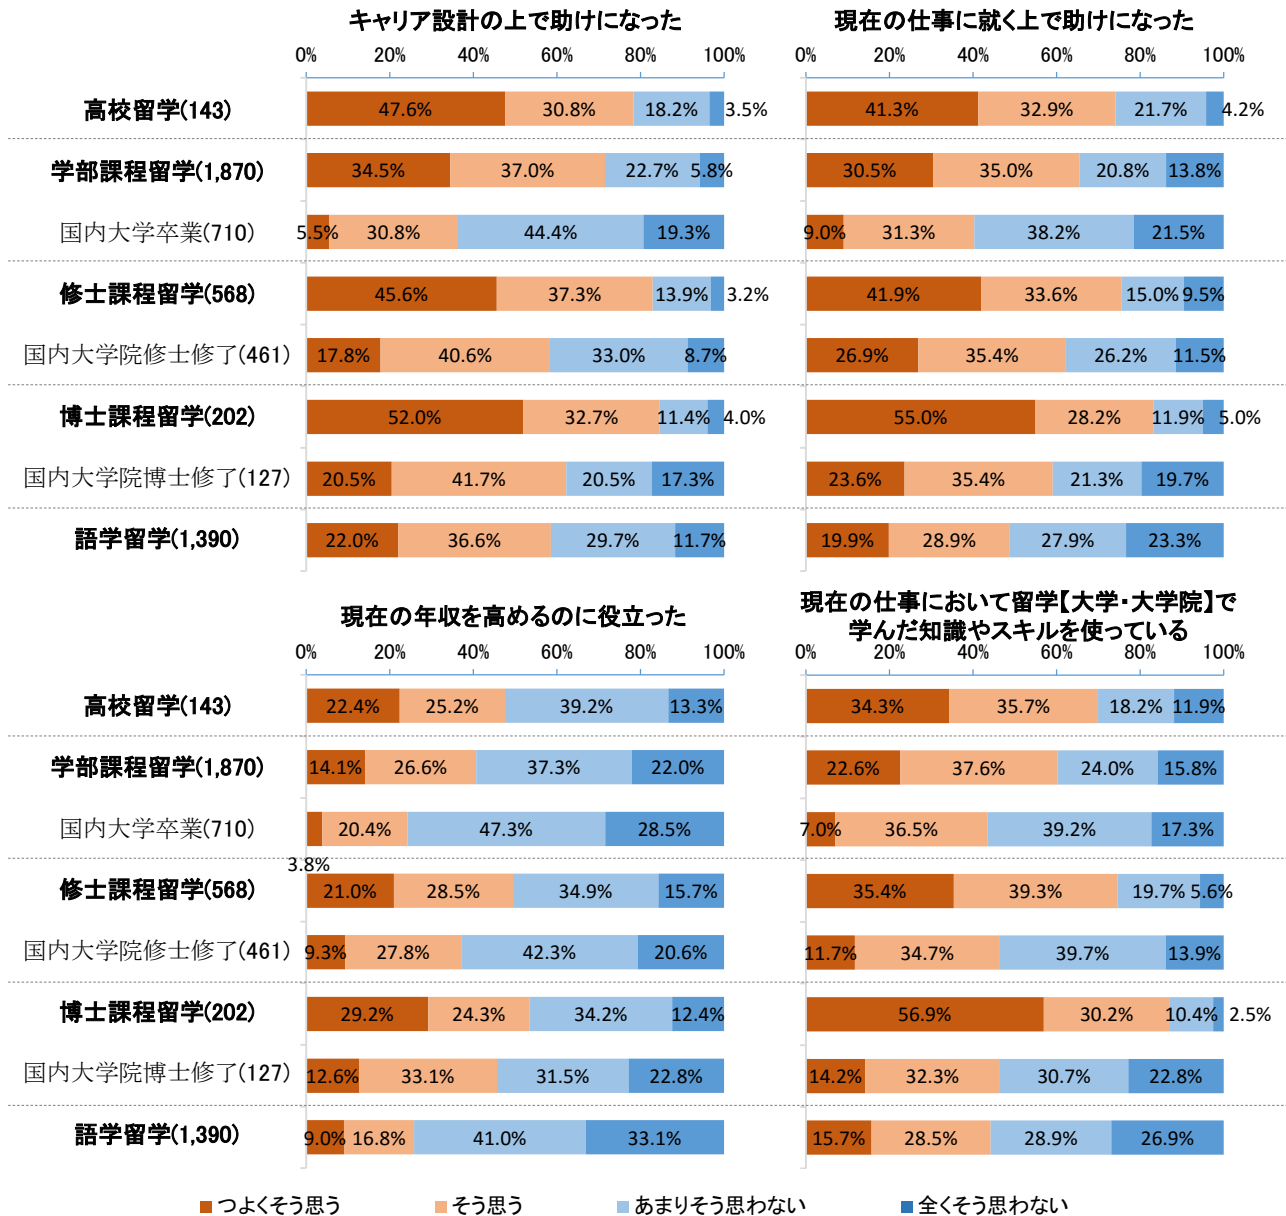 キャリア設計の上で助けになった
0% 20% 40% 60% 80% 100%
高校留学(143) 47.6% 30.8% 18.2% 3.5%
学部課程留学(1,870) 34.5% 37.0% 22.7% 5.8%
国内大学卒業(710) 5.5% 30.8% 44.4% 19.3%
修士課程留学(568) 45.6% 37.3% 13.9% 3.2%
国内大学院修士修了(461) 17.8% 40.6% 33.0% 8.7%
博士課程留学(202) 52.0% 32.7% 11.4% 4.0%
国内大学院博士修了(127) 20.5% 41.7% 20.5% 17.3%
語学留学(1,390) 22.0% 36.6% 29.7% 11.7%
現在の仕事に就く上で助けになった
0% 20% 40% 60% 80% 100%
41.3% 32.9% 21.7% 4.2%
30.5% 35.0% 20.8% 13.8%
9.0% 31.3% 38.2% 21.5%
41.9% 33.6% 15.0% 9.5%
26.9% 35.4% 26.2% 11.5%
55.0% 28.2% 11.9% 5.0%
23.6% 35.4% 21.3% 19.7%
19.9% 28.9% 27.9% 23.3%
現在の年収を高めるのに役立った
0% 20% 40% 60% 80% 100%
高校留学(143) 22.4% 25.2% 39.2% 13.3%
学部課程留学(1,870) 14.1% 26.6% 37.3% 22.0%
国内大学卒業(710) 3.8% 20.4% 47.3% 28.5%
修士課程留学(568) 21.0% 28.5% 34.9% 15.7%
国内大学院修士修了(461) 9.3% 27.8% 42.3% 20.6%
博士課程留学(202) 29.2% 24.3% 34.2% 12.4%
国内大学院博士修了(127) 12.6% 33.1% 31.5% 22.8%
語学留学(1,390) 9.0% 16.8% 41.0% 33.1%
現在の仕事において留学【大学・大学院】で
学んだ知識やスキルを使っている
0% 20% 40% 60% 80% 100%
34.3% 35.7% 18.2% 11.9%
22.6% 37.6% 24.0% 15.8%
7.0% 36.5% 39.2% 17.3%
35.4% 39.3% 19.7% 5.6%
11.7% 34.7% 39.7% 13.9%
56.9% 30.2% 10.4% 2.5%
14.2% 32.3% 30.7% 22.8%
15.7% 28.5% 28.9% 26.9%
つよくそう思う そう思う あまりそう思わない 全くそう思わない